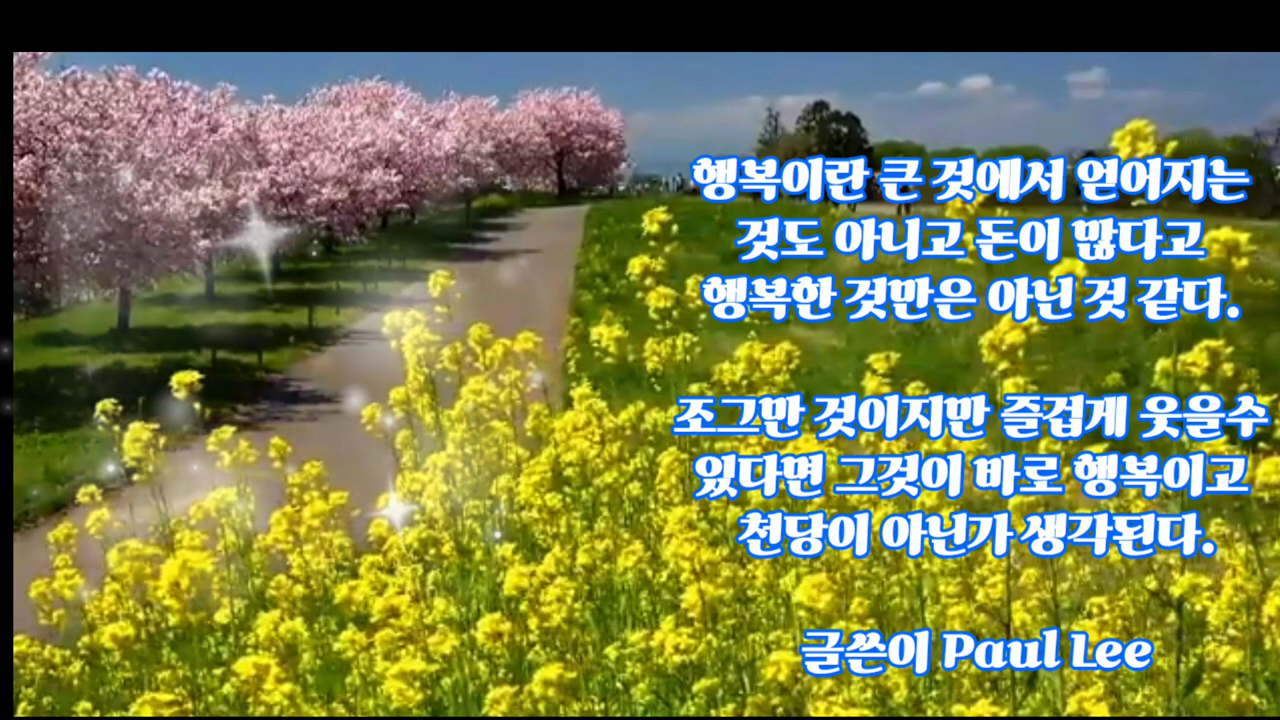 행복이란 큰 것에서 얻어지는
것도 아니고 돈이 많다고
행복한 것만은 아닌 것 같다.
조그만 것이지만 즐겁게 웃을수
있다면 그것이 바로 행복이고
천당이 아닌가 생각된다.
글쓴이 Paul Lee